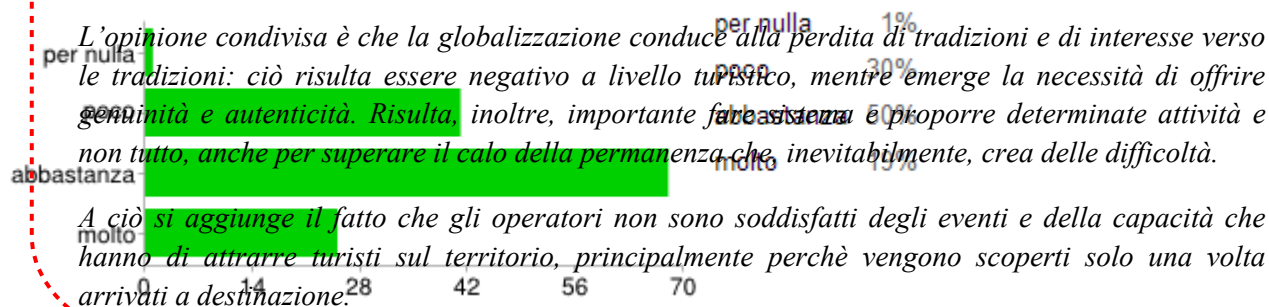 L'opinione condivisa è che la globalizzazione conduce alla perdita di tradizioni e di interesse verso
le tradizioni: ciò risulta essere negativo a livello turistico, mentre emerge la necessità di offrire
genuinità e autenticità. Risulta, inoltre, importante fare sistema e proporre determinate attività e
non tutto, anche per superare il calo della permanenza che, inevitabilmente, crea delle difficoltà.
A ciò si aggiunge il fatto che gli operatori non sono soddisfatti degli eventi e della capacità che
hanno di attrarre turisti sul territorio, principalmente perchè vengono scoperti solo una volta
arrivati a destinazione.
per nulla
poco
abbastanza
molto
0 14 28 42 56 70
per nulla 1%
poco 30%
abbastanza 50%
molto